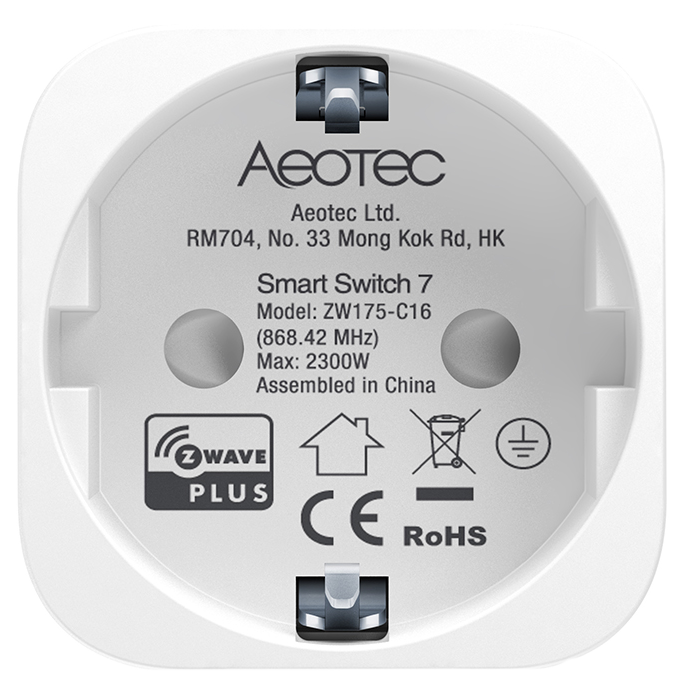 AEOTEC
Aeotec Ltd.
RM704, No. 33 Mong Kok Rd, HK
Smart Switch 7
Model: ZW175-C16
(868.42 MHz)
Max: 2300W
Assembled in China
Z WAVE
PLUS
CE
RoHS